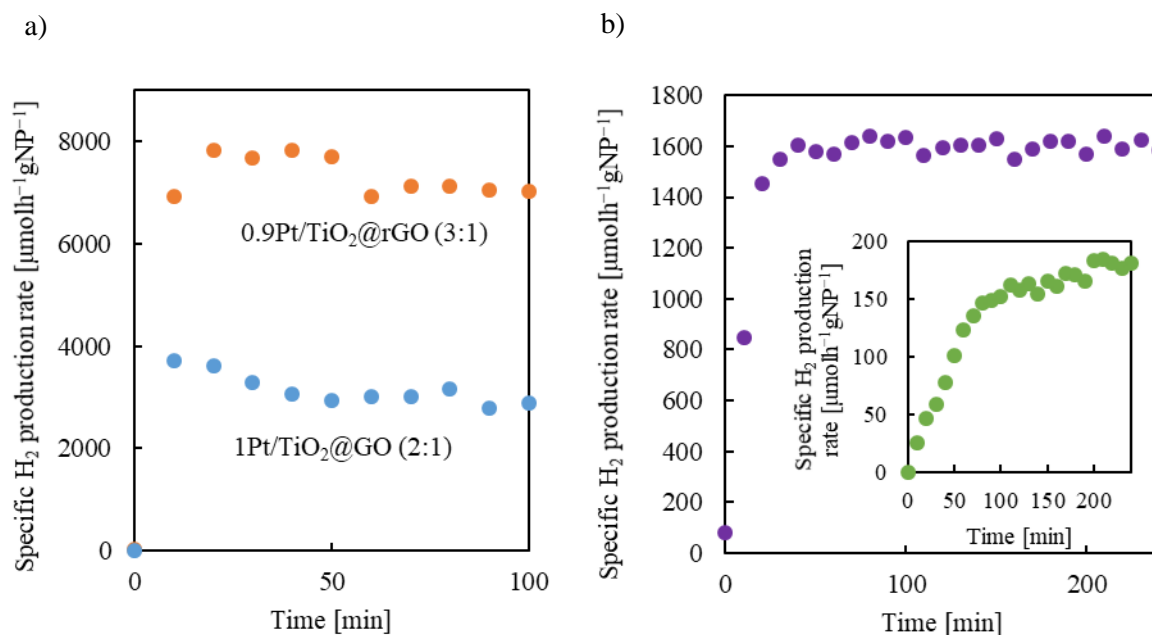 a)
b)
Specific H₂ production rate [μmolh⁻¹gNP⁻¹]
8000
6000
4000
2000
0
0.9Pt/TiO₂@rGO (3:1)
1Pt/TiO₂@GO (2:1)
0
50
100
Time [min]
Specific H₂ production rate [μmolh⁻¹gNP⁻¹]
1800
1600
1400
1200
1000
800
600
400
200
0
0
100
200
Time [min]
Specific H₂ production
rate [μmolh⁻¹gNP⁻¹]
200
150
100
50
0
0
50
100
150
200
Time [min]